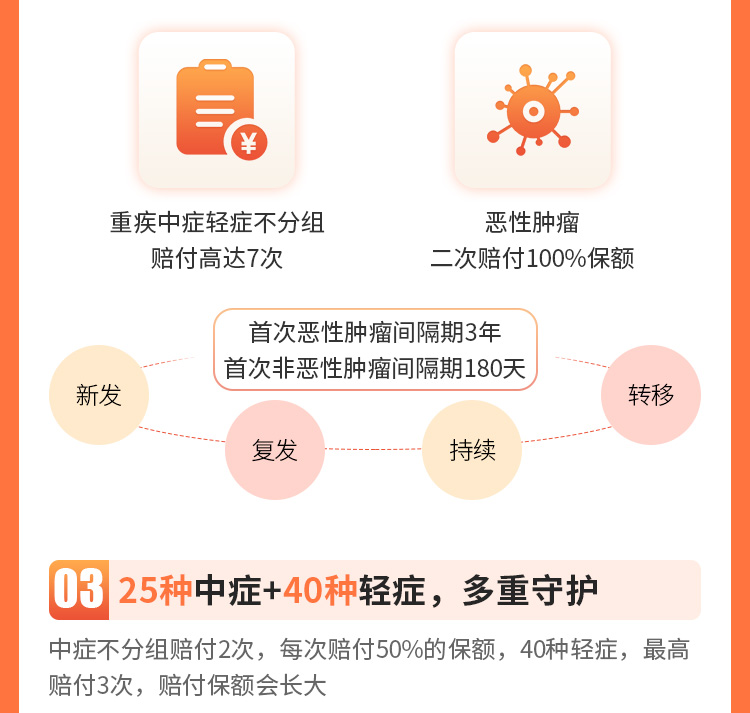 ¥
重疾中症轻症不分组
赔付高达7次
恶性肿瘤
二次赔付100%保额
首次恶性肿瘤间隔期3年
首次非恶性肿瘤间隔期180天
新发
复发
持续
转移
03
25种中症+40种轻症，多重守护
中症不分组赔付2次，每次赔付50%的保额，40种轻症，最高
赔付3次，赔付保额会长大